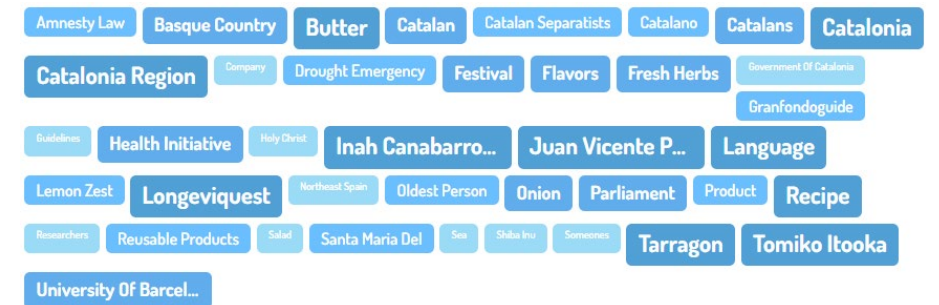 Amnesty Law Basque Country Butter Catalan Catalan Separatists Catalano Catalans Catalonia
Catalonia Region Company Drought Emergency Festival Flavors Fresh Herbs Government Of Catalonia
Granfondoguide
Guidelines Health Initiative Holy Christ Inah Canabarro... Juan Vicente P... Language
Lemon Zest Longeviquest Northeast Spain Oldest Person Onion Parliament Product Recipe
Researchers Reusable Products Salad Santa Maria Del Sea Shiba Inu Someones Tarragon Tomiko Itooka
University Of Barcel...